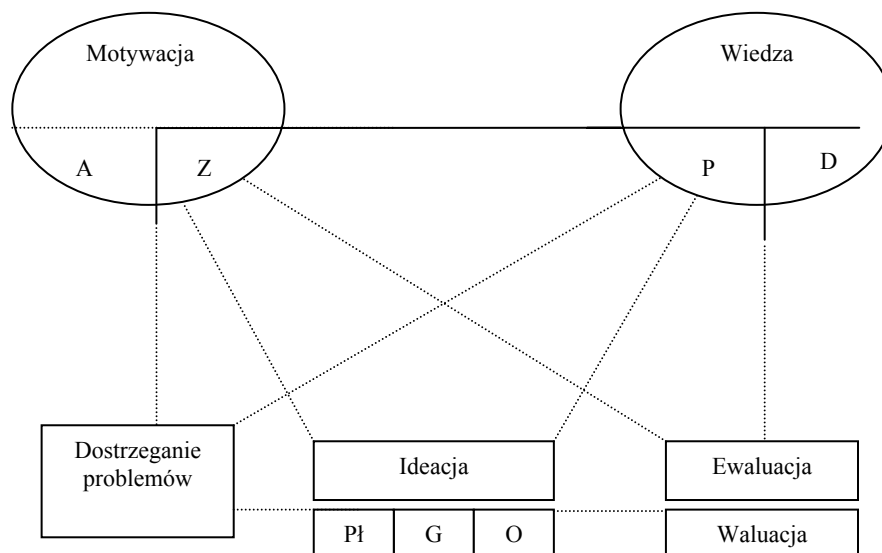 Motywacja
Wiedza
A
Z
P
D
Dostrzeganie
problemów
Ideacja
Ewaluacja
Pł
G
O
Waluacja